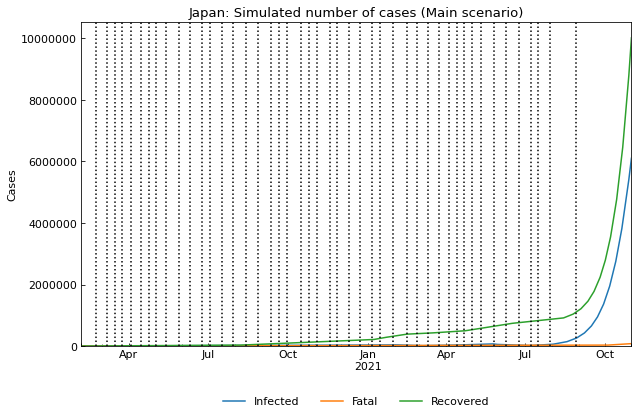 Japan: Simulated number of cases (Main scenario)
10000000
8000000
6000000
4000000
2000000
0
Cases
Apr Jul Oct Jan Apr Jul Oct
2021
Infected Fatal Recovered